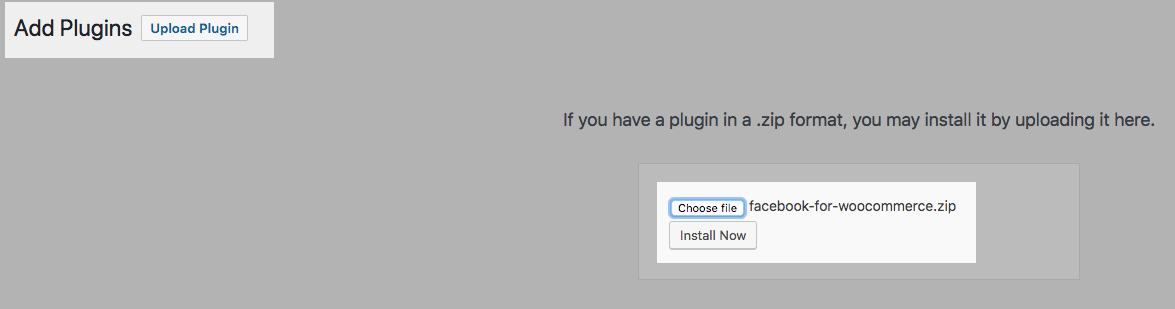 Add Plugins Upload Plugin
If you have a plugin in a .zip format, you may install it by uploading it here.
Choose file facebook-for-woocommerce.zip
Install Now